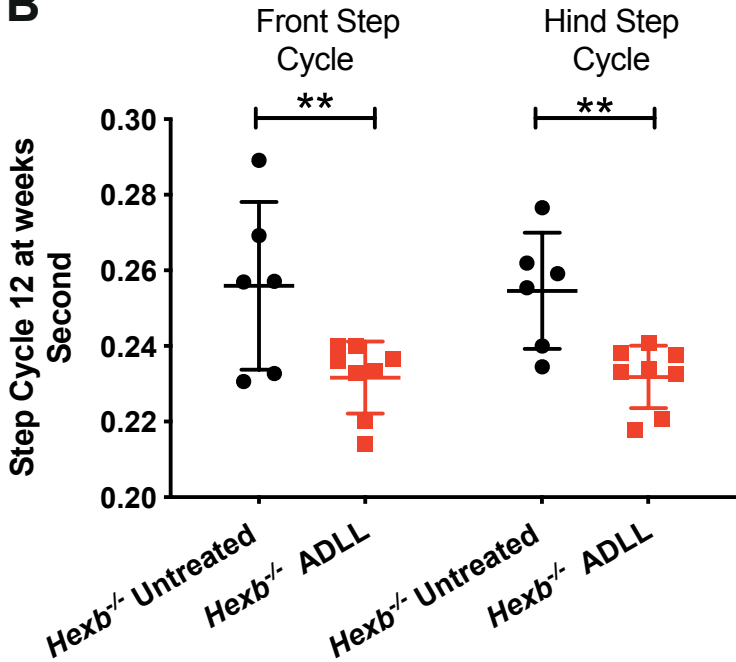 B
Front Step
Cycle
Hind Step
Cycle
**
**
Step Cycle 12 at weeks
Second
0.30
0.28
0.26
0.24
0.22
0.20
Hexb-/- Untreated
Hexb-/- ADLL
Hexb-/- Untreated
Hexb-/- ADLL